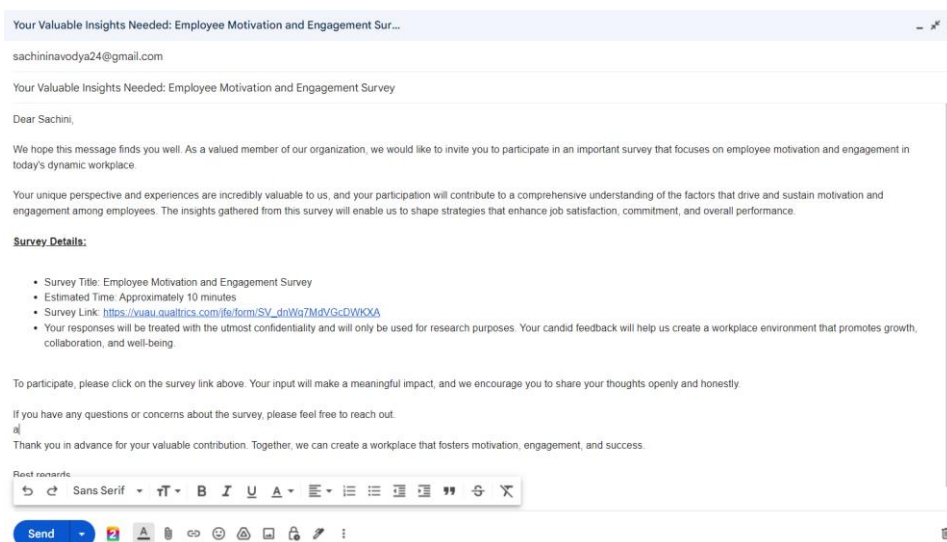 Your Valuable Insights Needed: Employee Motivation and Engagement Sur...
sachininavodya24@gmail.com
Your Valuable Insights Needed: Employee Motivation and Engagement Survey
Dear Sachini,
We hope this message finds you well. As a valued member of our organization, we would like to invite you to participate in an important survey that focuses on employee motivation and engagement in
today's dynamic workplace.
Your unique perspective and experiences are incredibly valuable to us, and your participation will contribute to a comprehensive understanding of the factors that drive and sustain motivation and
engagement among employees. The insights gathered from this survey will enable us to shape strategies that enhance job satisfaction, commitment, and overall performance.
Survey Details:
• Survey Title: Employee Motivation and Engagement Survey
• Estimated Time: Approximately 10 minutes
• Survey Link: https://vuau.qualtrics.com/jfe/form/SV_dnWq7MdVGcDWKXA
• Your responses will be treated with the utmost confidentiality and will only be used for research purposes. Your candid feedback will help us create a workplace environment that promotes growth,
collaboration, and well-being.
To participate, please click on the survey link above. Your input will make a meaningful impact, and we encourage you to share your thoughts openly and honestly.
If you have any questions or concerns about the survey, please feel free to reach out.
a
Thank you in advance for your valuable contribution. Together, we can create a workplace that fosters motivation, engagement, and success.
Best regards
Sans Serif
Send